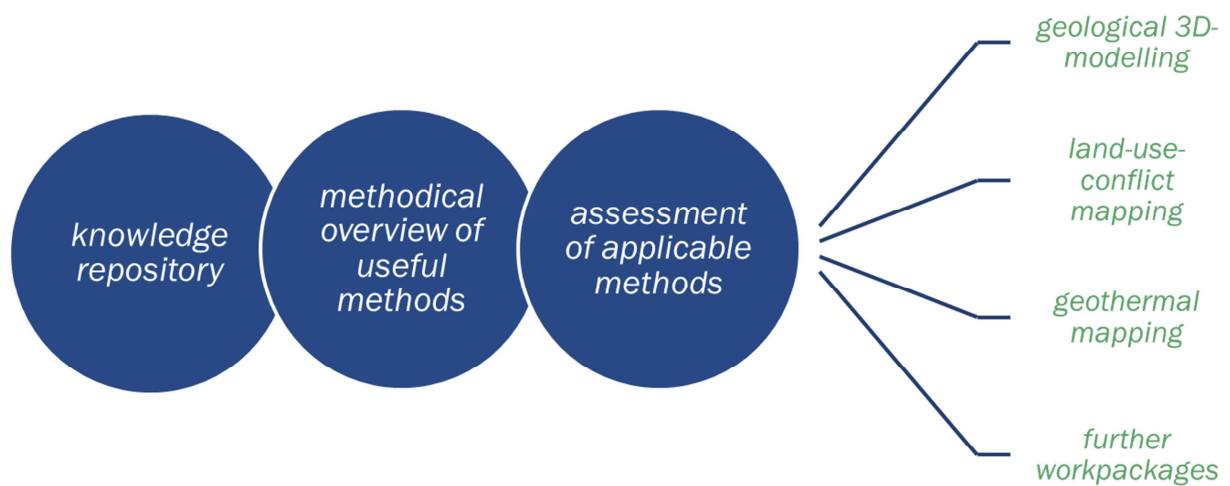 knowledge
repository
methodical
overview of
useful
methods
assessment
of applicable
methods
geological 3D-
modelling
land-use-
conflict
mapping
geothermal
mapping
further
workpackages